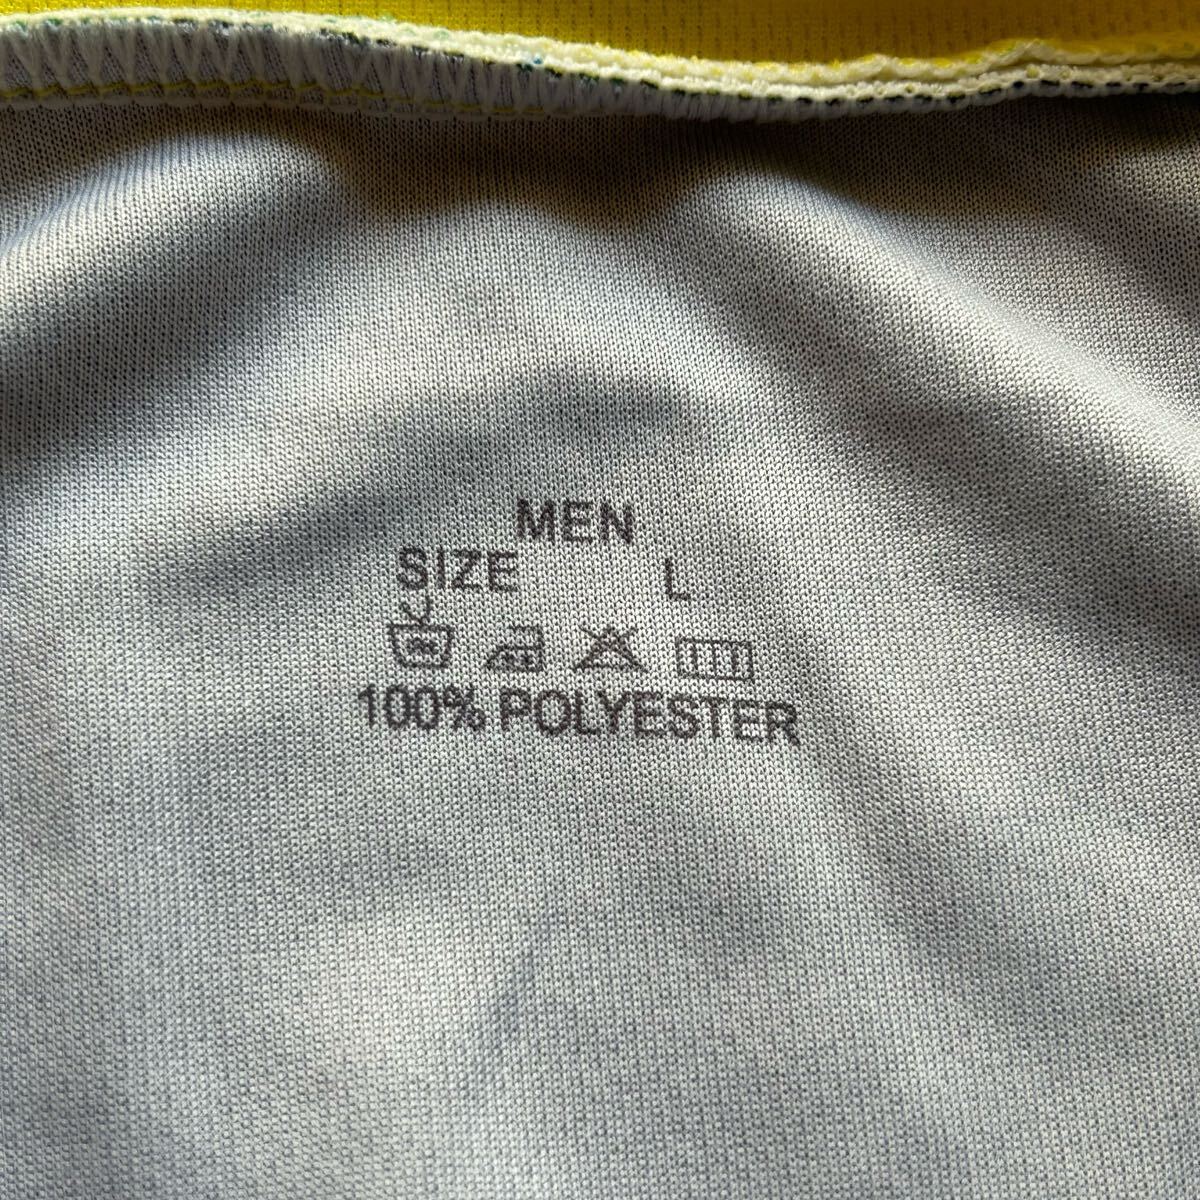 MEN
SIZE L
100% POLYESTER